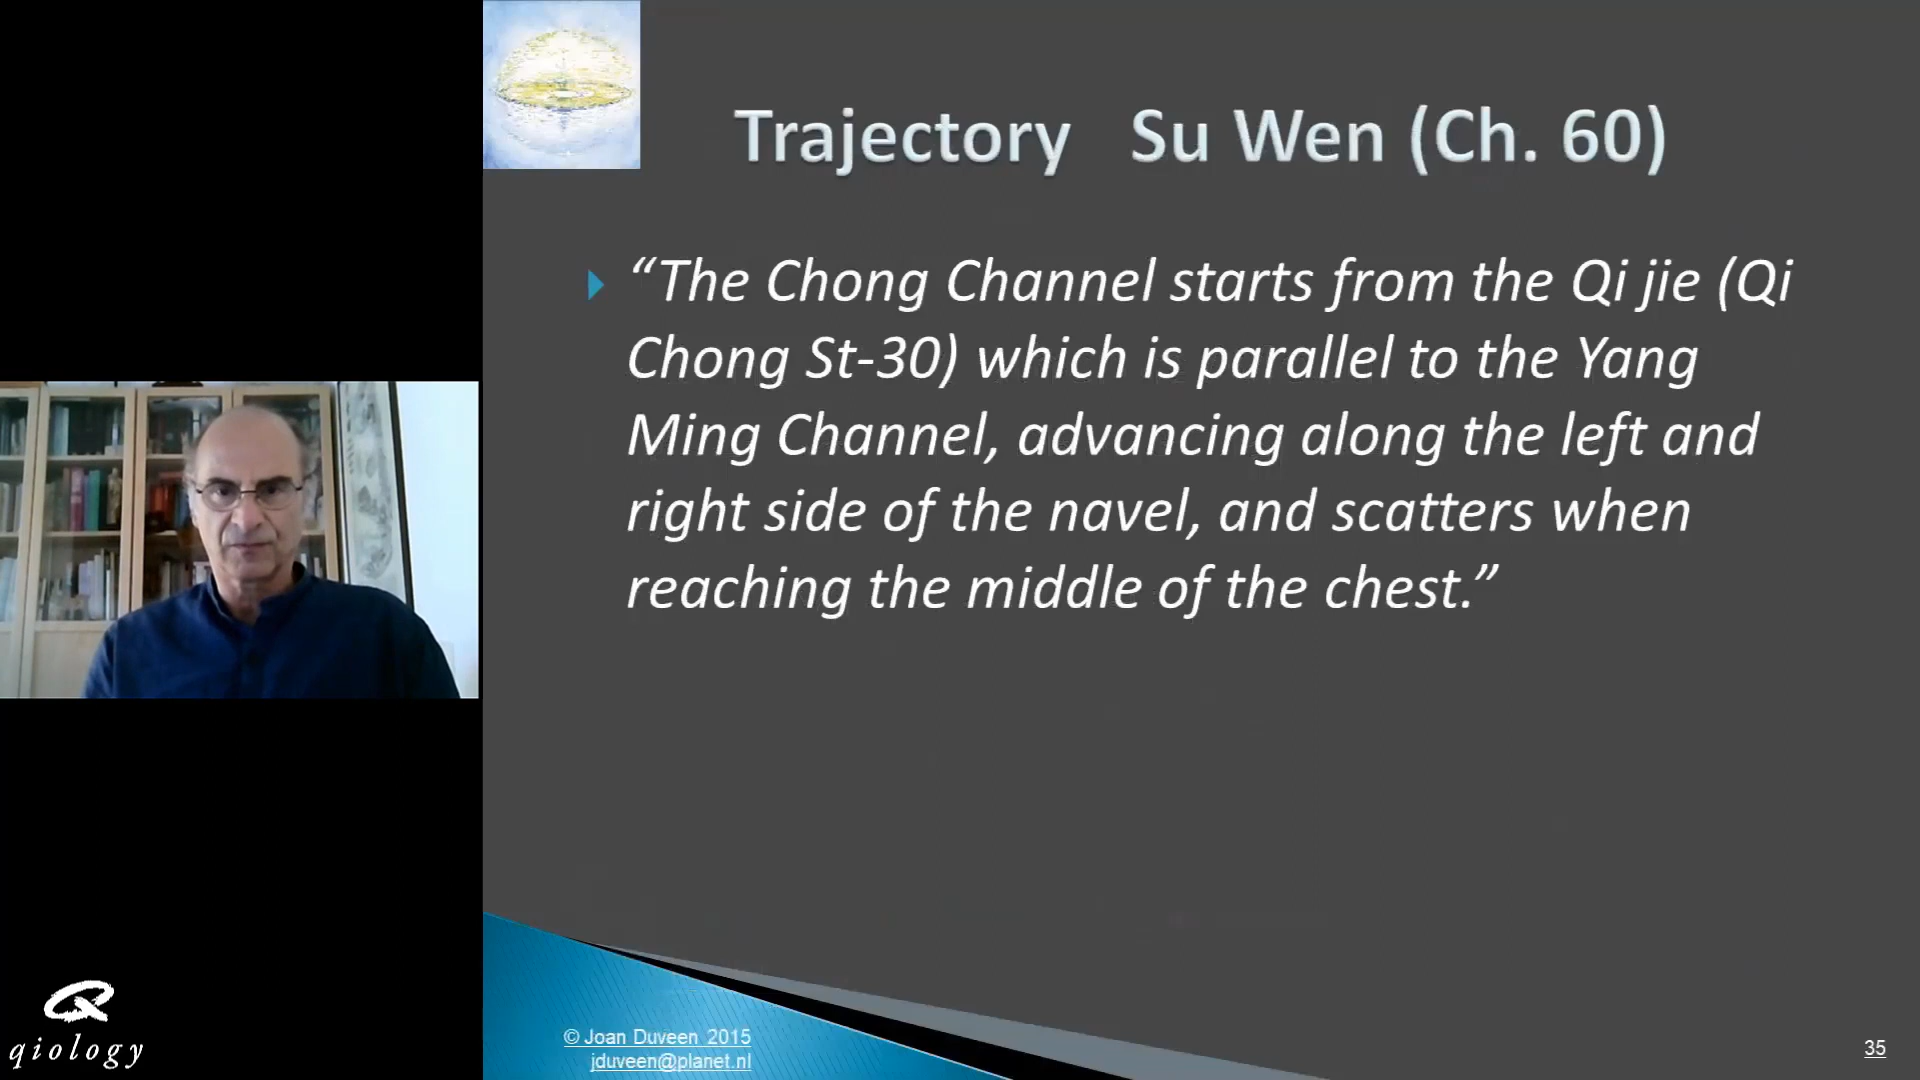 Trajectory Su Wen (Ch. 60)
“The Chong Channel starts from the Qi jie (Qi
Chong St-30) which is parallel to the Yang
Ming Channel, advancing along the left and
right side of the navel, and scatters when
reaching the middle of the chest.”
qiology
© Joan Duveen 2015
jduveen@planet.nl
35